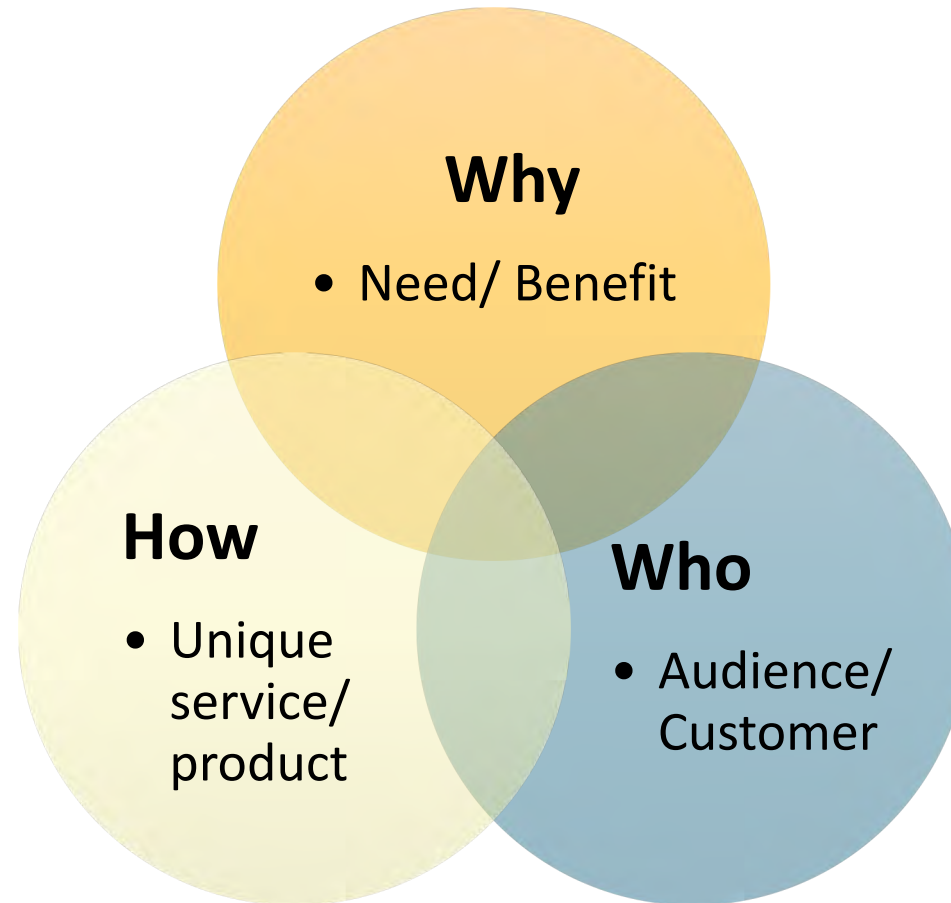 Why
• Need/ Benefit
How
• Unique
service/
product
Who
• Audience/
Customer